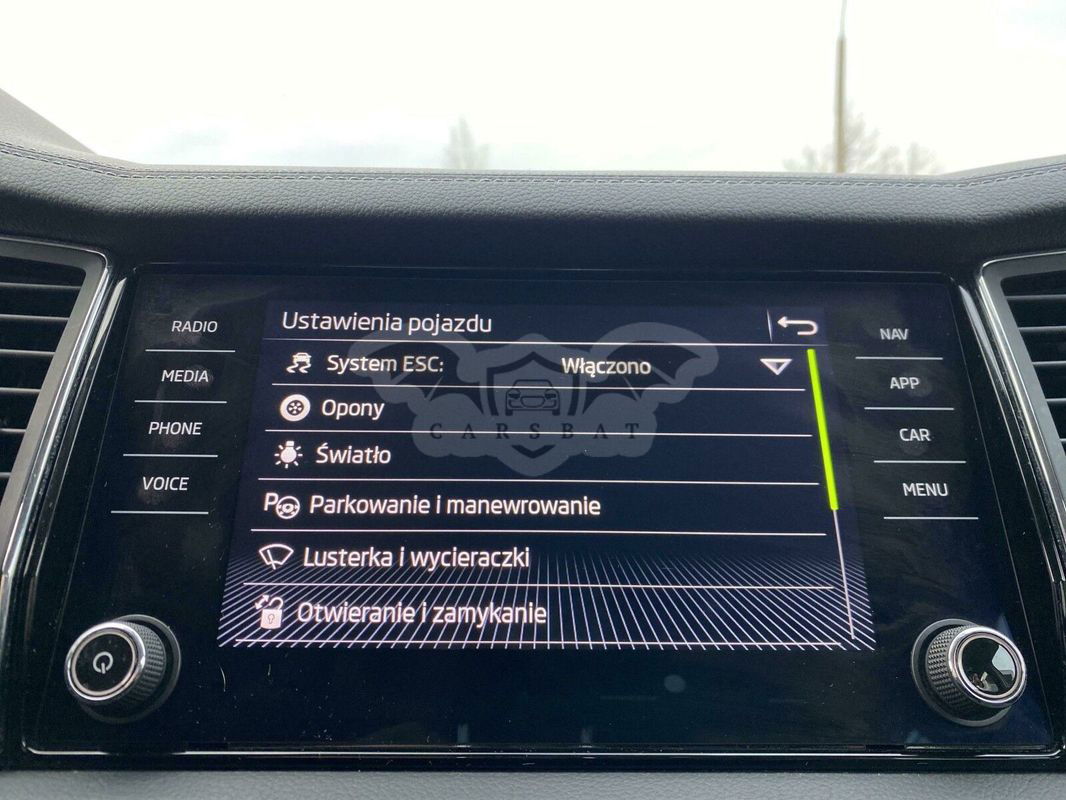 RADIO
MEDIA
PHONE
VOICE
Ustawienia pojazdu
System ESC: Włączono
Opony
Światło
Parkowanie i manewrowanie
Lusterka i wycieraczki
Otwieranie i zamykanie
CARSBAT
NAV
APP
CAR
MENU